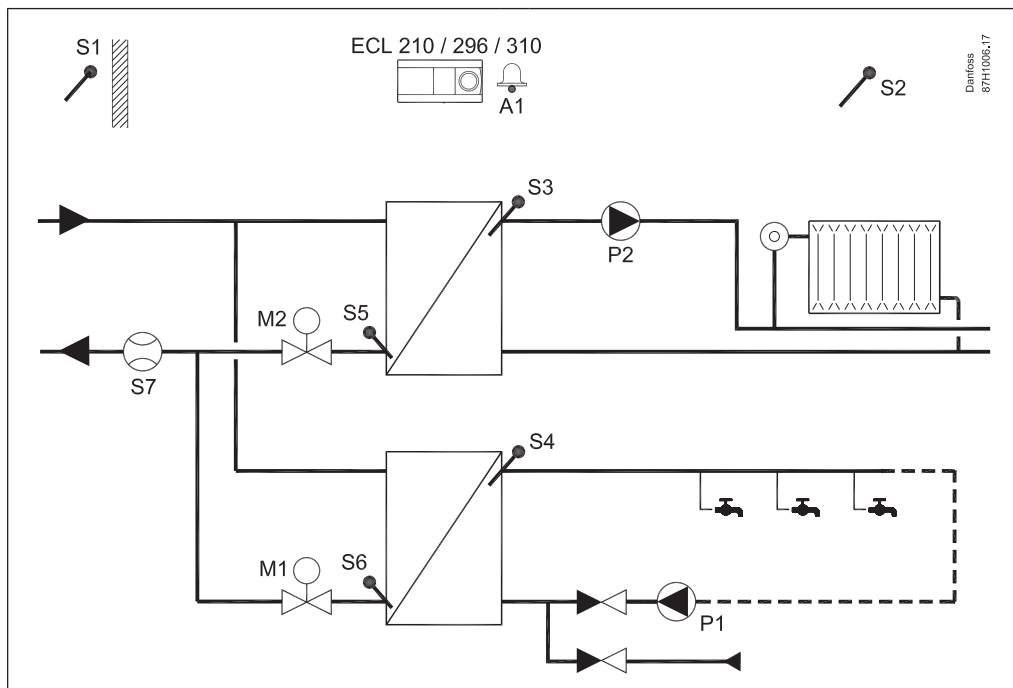 S1
ECL 210 / 296 / 310
A1
S2
Danfoss
87H1006.17
S3
P2
M2
S5
S7
S4
M1
S6
P1